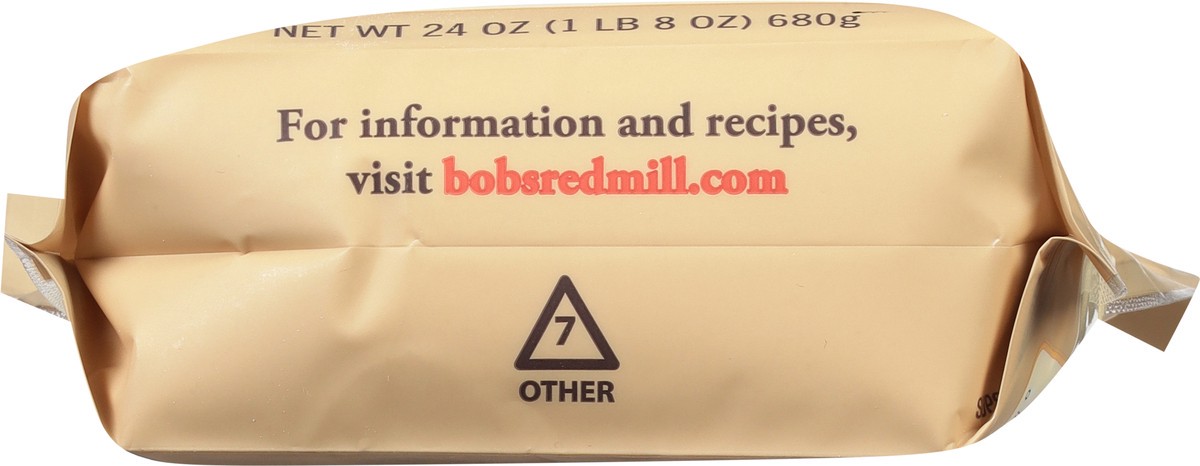 NET WT 24 OZ (1 LB 8 OZ) 680g
For information and recipes,
visit bobsredmill.com
7
OTHER